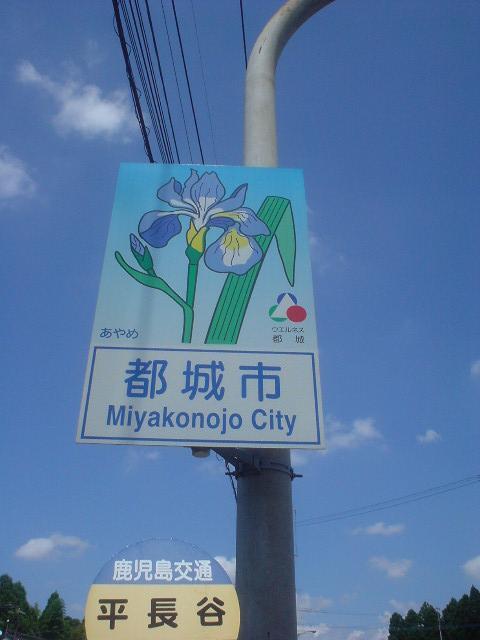 あやめ
ウエルネス
都城
都城市
Miyakonojo City
鹿児島交通
平長谷